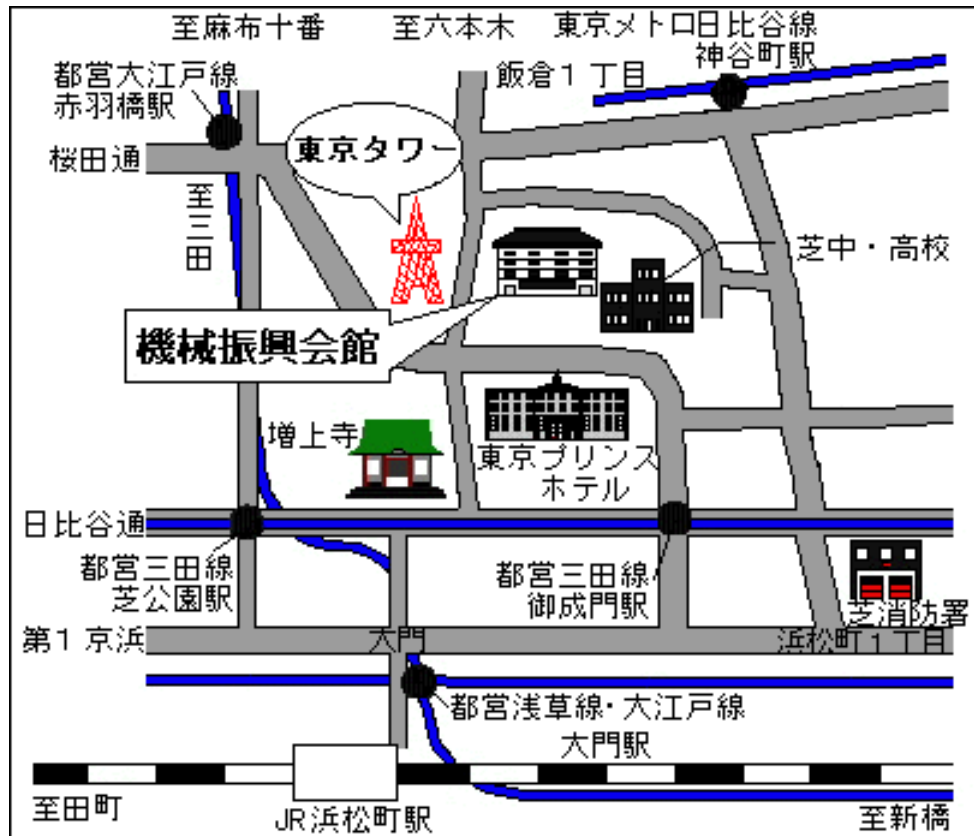 至麻布十番
至六本木
東京メトロ日比谷線
神谷町駅
都営大江戸線
赤羽橋駅
飯倉1丁目
東京タワー
桜田通
至三田
芝中・高校
機械振興会館
増上寺
東京プリンス
ホテル
日比谷通
都営三田線
芝公園駅
都営三田線
御成門駅
芝消防署
第1京浜
大門
浜松町1丁目
都営浅草線・大江戸線
大門駅
至田町
JR浜松町駅
至新橋